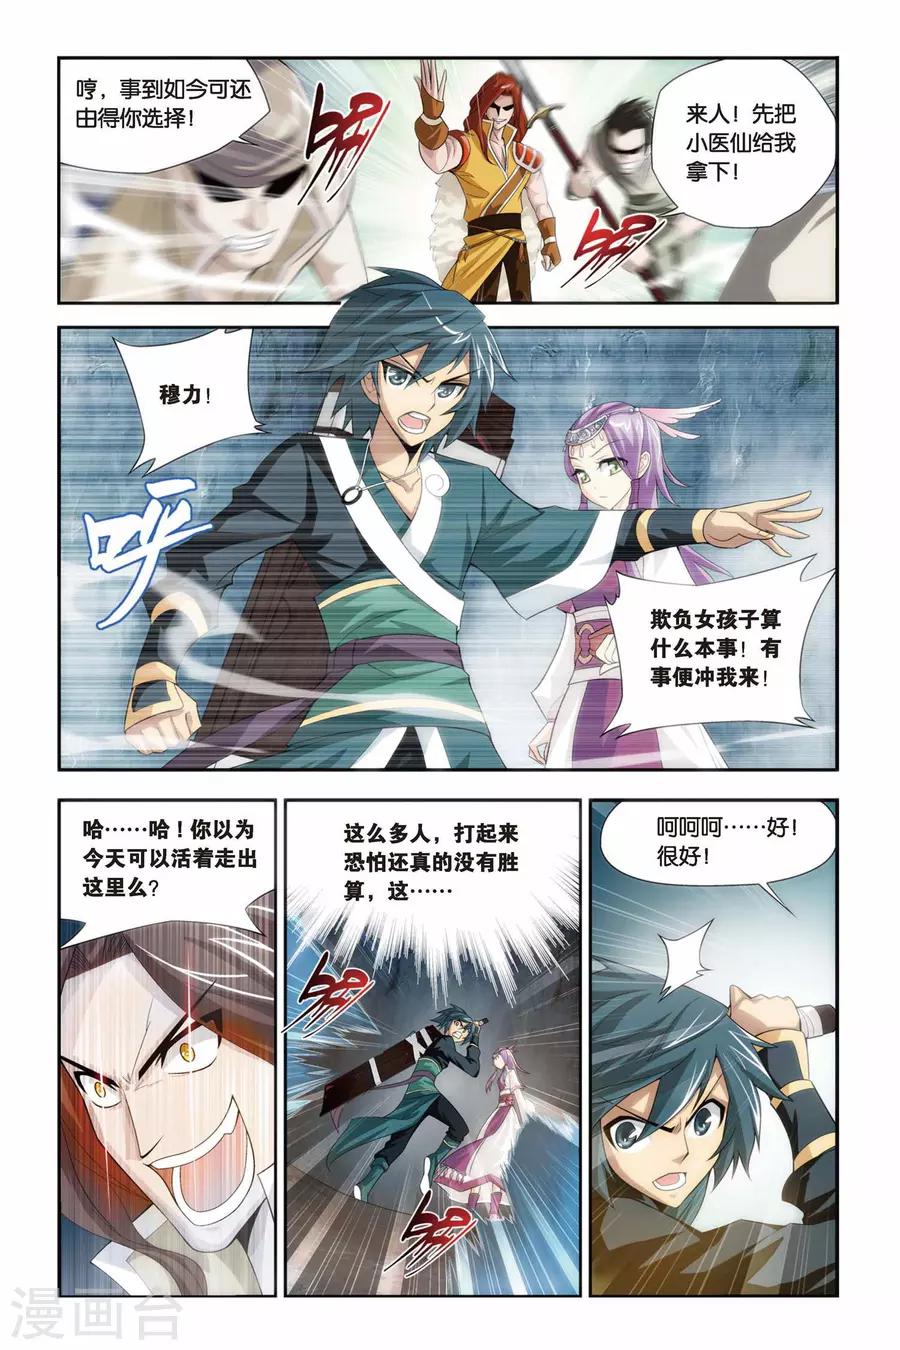 哼，事到如今可还
由得你选择！
唰
来人！先把
小医仙给我
拿下！
唰
穆力！
呼
欺负女孩子算
什么本事！有
事便冲我来！
哈……哈！你以为
今天可以活着走出
这里么？
这么多人，打起来
恐怕还真的没有胜
算，这……
唰
唰
呵呵呵……好！
很好！
漫画台